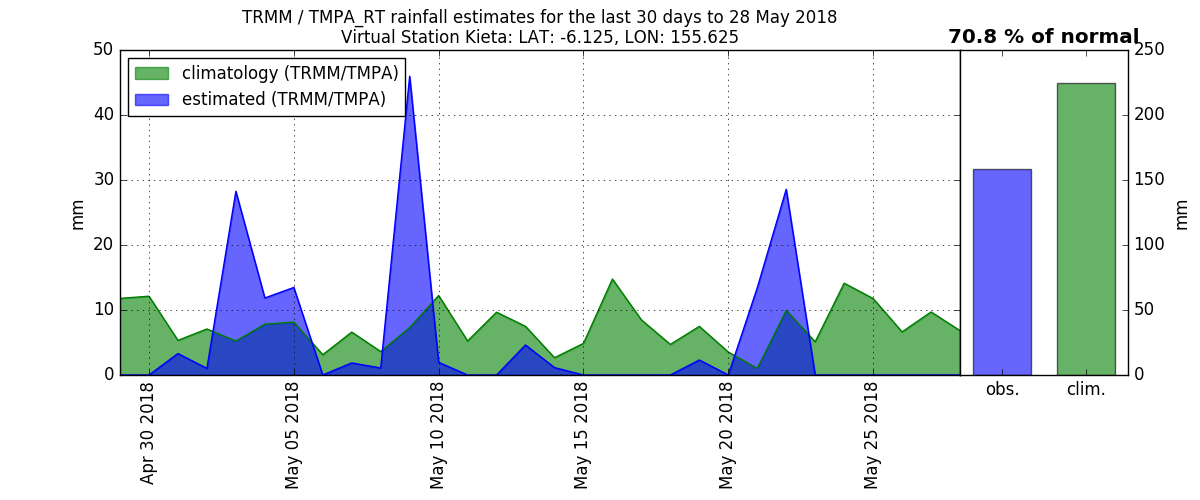 TRMM / TMPA_RT rainfall estimates for the last 30 days to 28 May 2018
Virtual Station Kieta: LAT: -6.125, LON: 155.625
70.8 % of normal
climatology (TRMM/TMPA)
estimated (TRMM/TMPA)
mm
50
40
30
20
10
0
Apr 30 2018
May 05 2018
May 10 2018
May 15 2018
May 20 2018
May 25 2018
250
200
150
100
50
0
mm
obs.
clim.